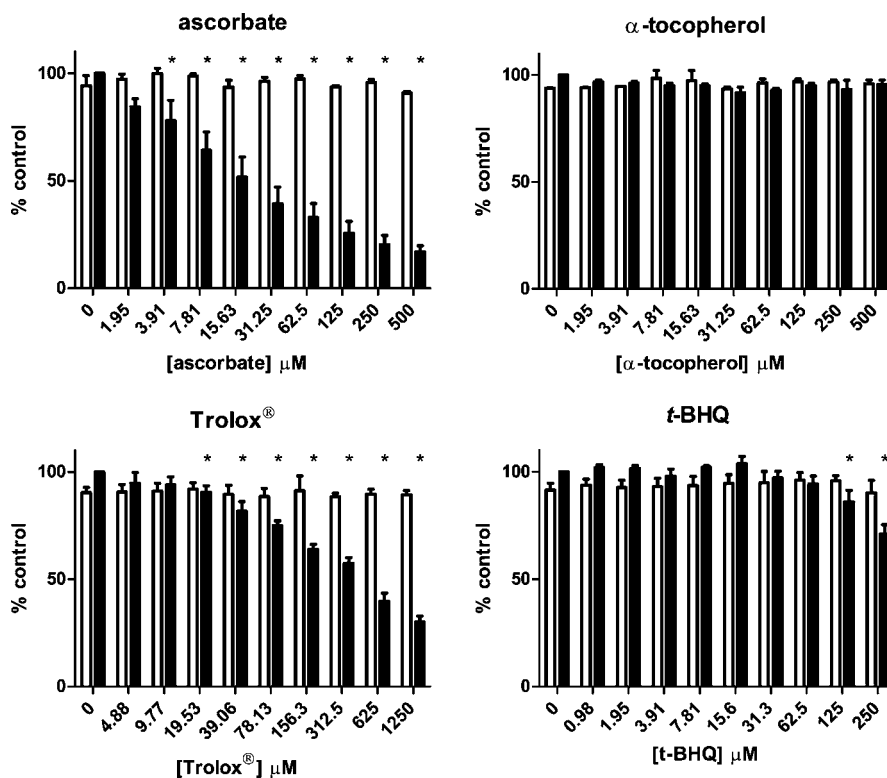 ascorbate
* * * * * * * *
100
50
0
% control
0 1.95 3.91 7.81 15.63 31.25 62.5 125 250 500
[ascorbate] µM
α-tocopherol
100
50
0
% control
0 1.95 3.91 7.81 15.63 31.25 62.5 125 250 500
[α-tocopherol] µM
Trolox®
* * * * * * *
100
50
0
% control
0 4.88 9.77 19.53 39.06 78.13 156.3 312.5 625 1250
[Trolox®] µM
t-BHQ
* *
100
50
0
% control
0 0.98 1.95 3.91 7.81 15.6 31.3 62.5 125 250
[t-BHQ] µM